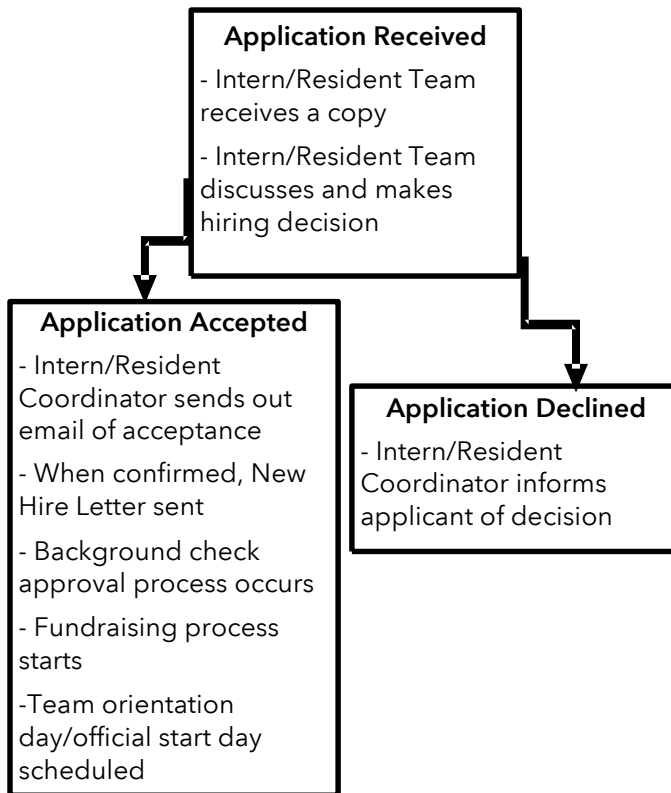 Application Received
- Intern/Resident Team
receives a copy
- Intern/Resident Team
discusses and makes
hiring decision
Application Accepted
- Intern/Resident
Coordinator sends out
email of acceptance
- When confirmed, New
Hire Letter sent
- Background check
approval process occurs
- Fundraising process
starts
-Team orientation
day/official start day
scheduled
Application Declined
- Intern/Resident
Coordinator informs
applicant of decision